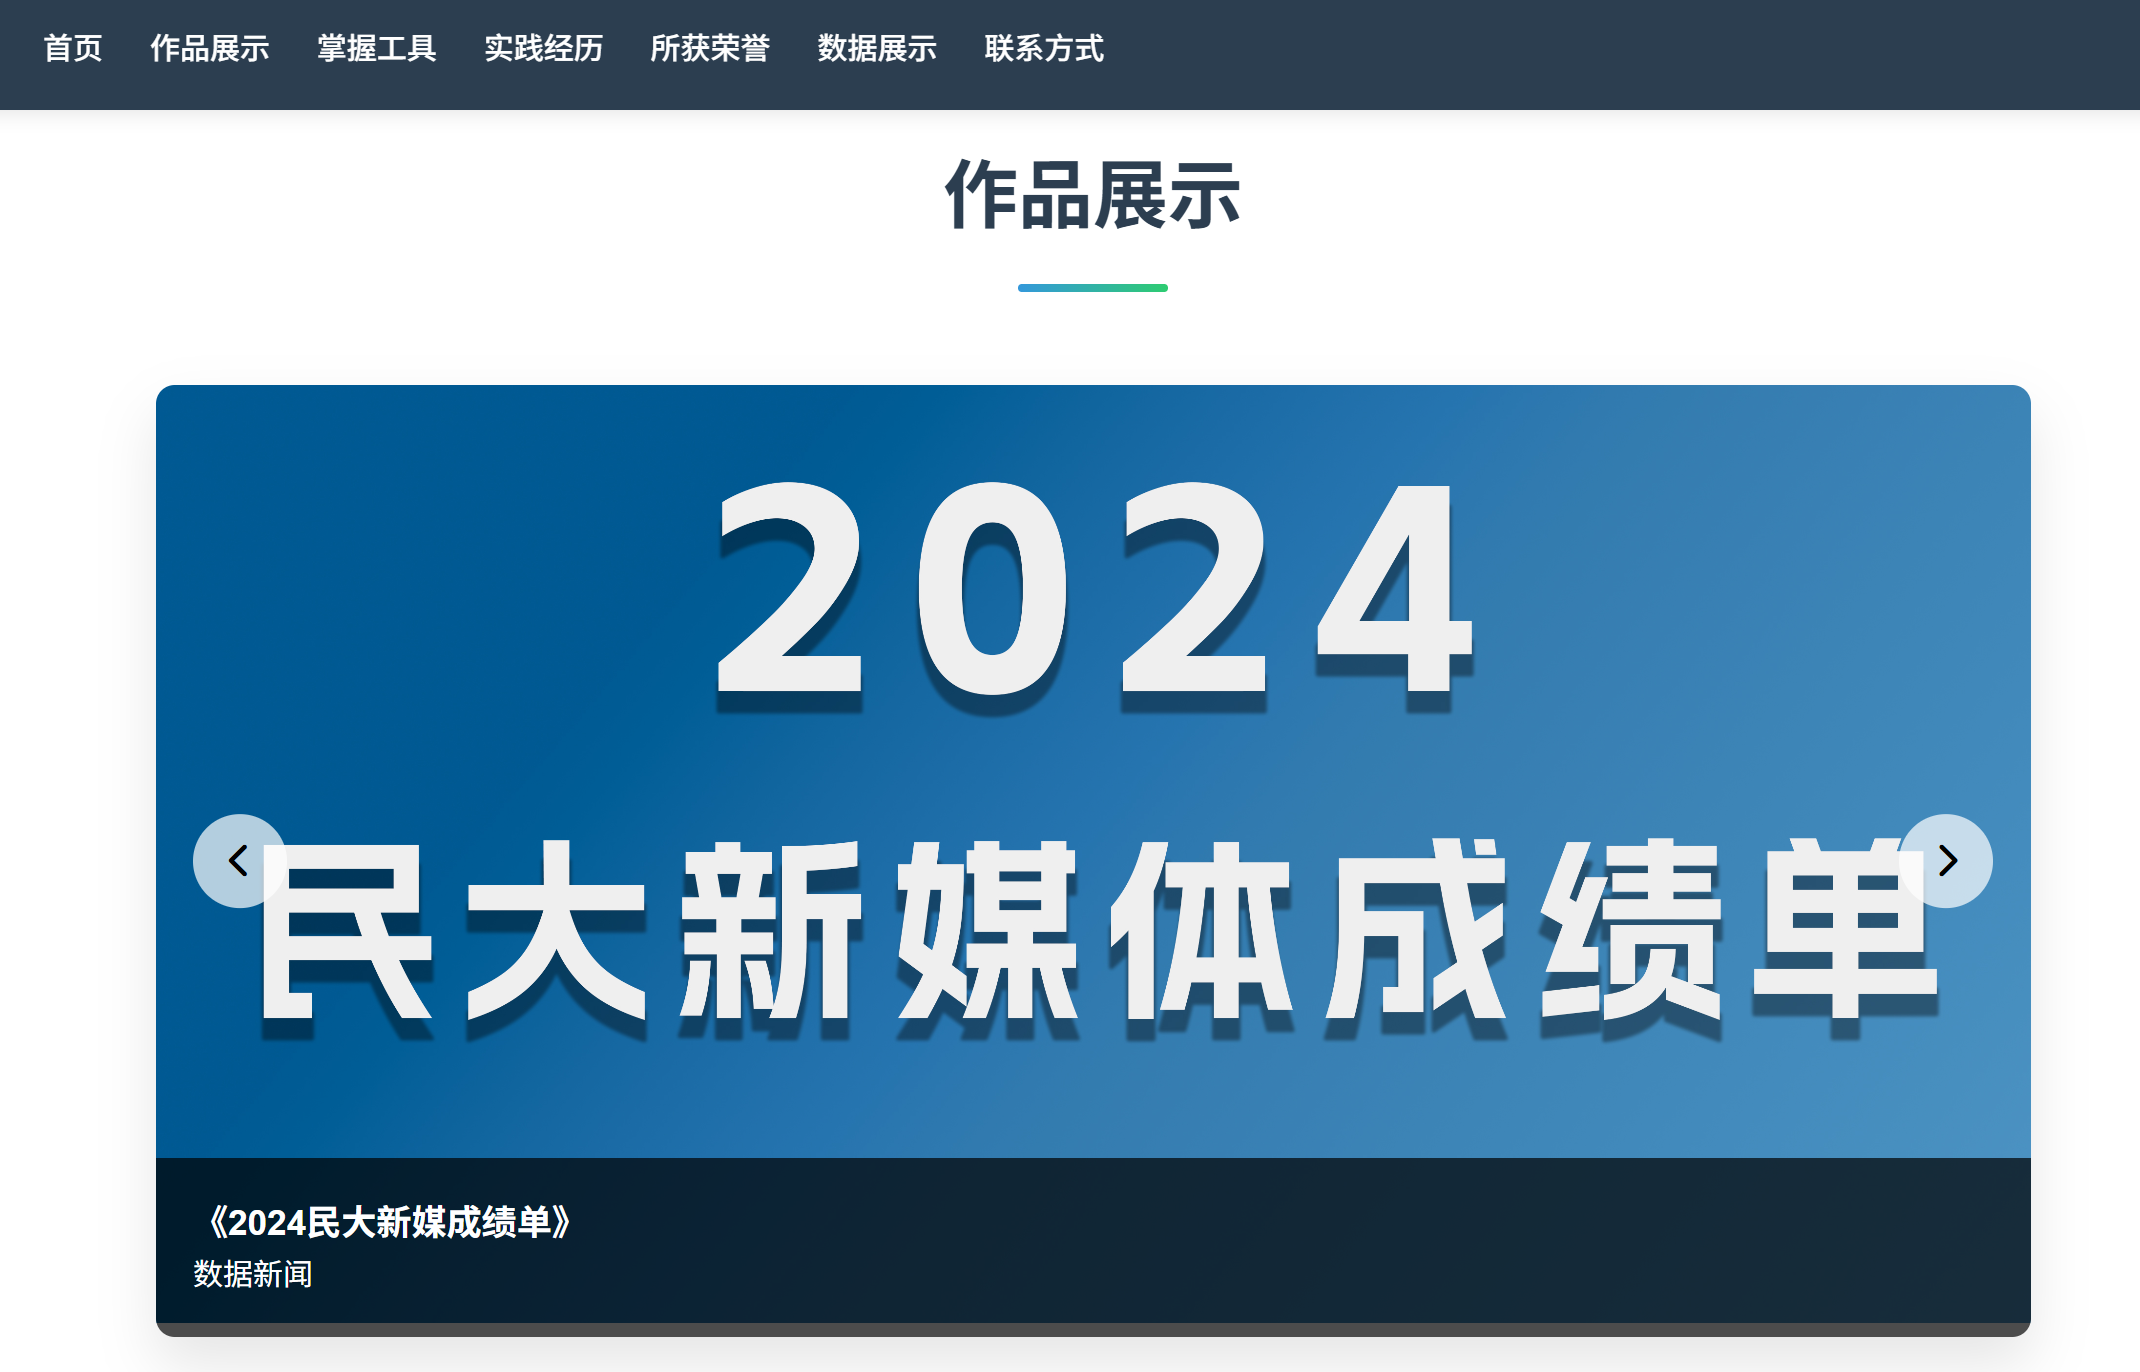 首页 作品展示 掌握工具 实践经历 所获荣誉 数据展示 联系方式
作品展示
2024
民大新媒体成绩单
《2024民大新媒成绩单》
数据新闻